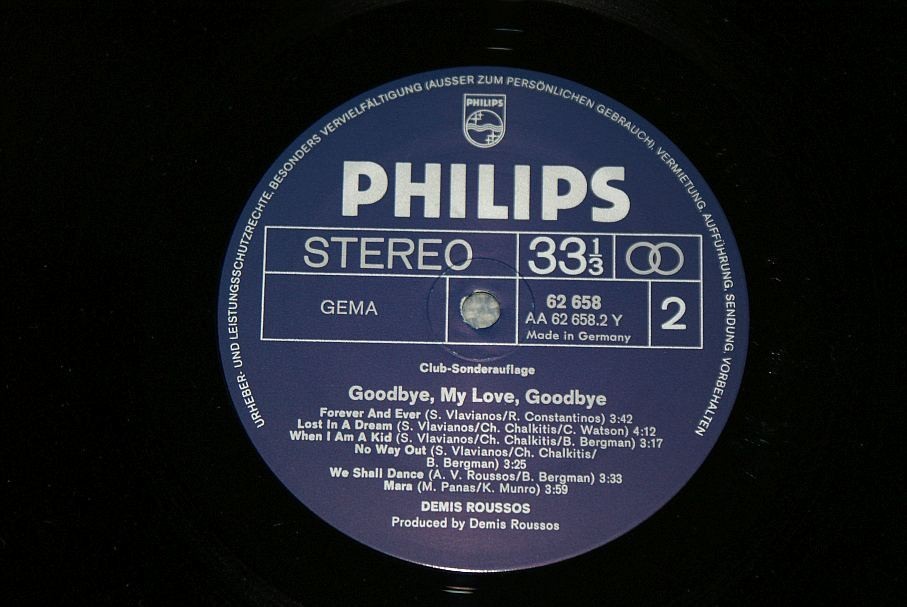 URHEBER- UND LEISTUNGSSCHUTZRECHTE, BESONDERS VERVIELFÄLTIGUNG (AUSSER ZUM PERSÖNLICHEN GEBRAUCH), VERMIETUNG, AUFFÜHRUNG, SENDUNG, VORBEHALTEN
PHILIPS
PHILIPS
STEREO 33 1/3
GEMA 62 658 2
AA 62 658.2 Y
Made in Germany
Club-Sonderauflage
Goodbye, My Love, Goodbye
Forever And Ever (S. Vlavianos/R. Constantinos) 3:42
Lost In A Dream (S. Vlavianos/Ch. Chalkitis/C. Watson) 4:12
When I Am A Kid (S. Vlavianos/Ch. Chalkitis/B. Bergman) 3:17
No Way Out (S. Vlavianos/Ch. Chalkitis/
B. Bergman) 3:25
We Shall Dance (A. V. Roussos/B. Bergman) 3:33
Mara (M. Panas/K. Munro) 3:59
DEMIS ROUSSOS
Produced by Demis Roussos